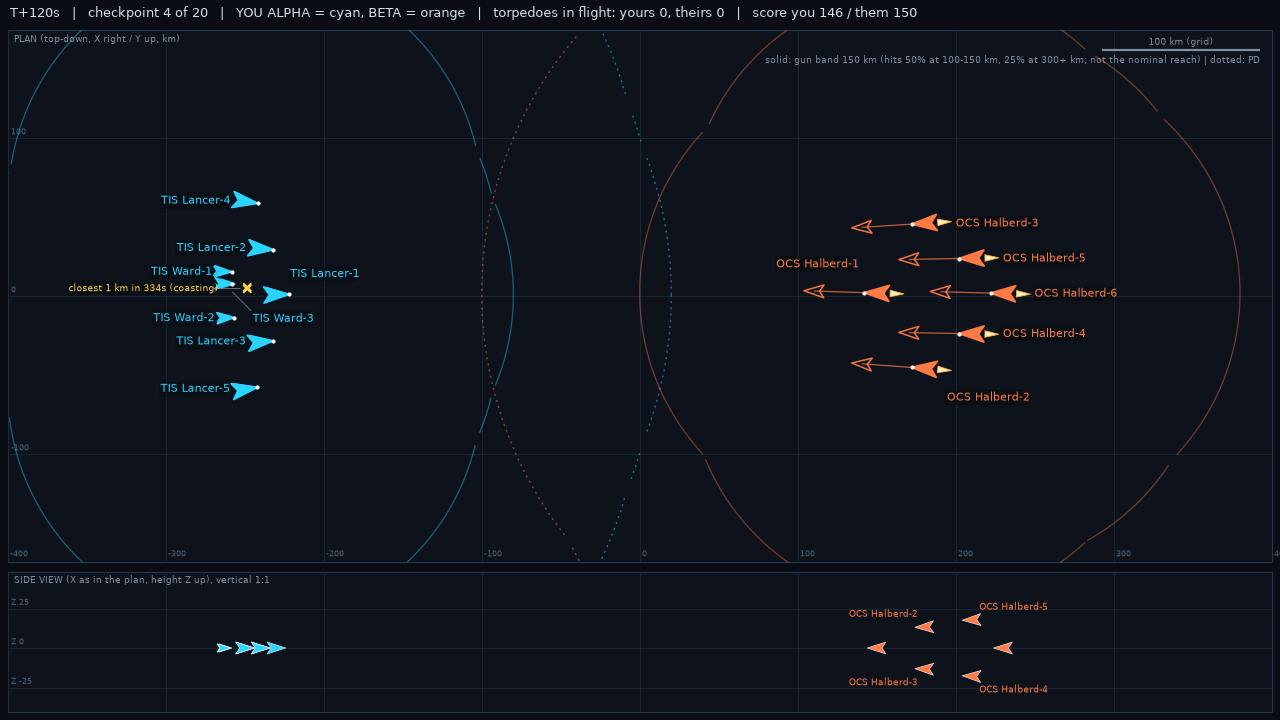 T+120s | checkpoint 4 of 20 | YOU ALPHA = cyan, BETA = orange | torpedoes in flight: yours 0, theirs 0 | score you 146 / them 150
PLAN (top-down, X right / Y up, km)
100 km (grid)
solid: gun band 150 km (hits 50% at 100-150 km, 25% at 300+ km; not the nominal reach) | dotted: PD
100
TIS Lancer-4
OCS Halberd-3
TIS Lancer-2
OCS Halberd-5
OCS Halberd-1
TIS Ward-1
TIS Lancer-1
closest 1 km in 334s (coasting)
0
OCS Halberd-6
TIS Ward-2
TIS Ward-3
OCS Halberd-4
TIS Lancer-3
TIS Lancer-5
OCS Halberd-2
-100
-400
-300
-200
-100
0
100
200
300
SIDE VIEW (X as in the plan, height Z up), vertical 1:1
Z 25
OCS Halberd-5
OCS Halberd-2
Z 0
Z -25
OCS Halberd-3
OCS Halberd-4